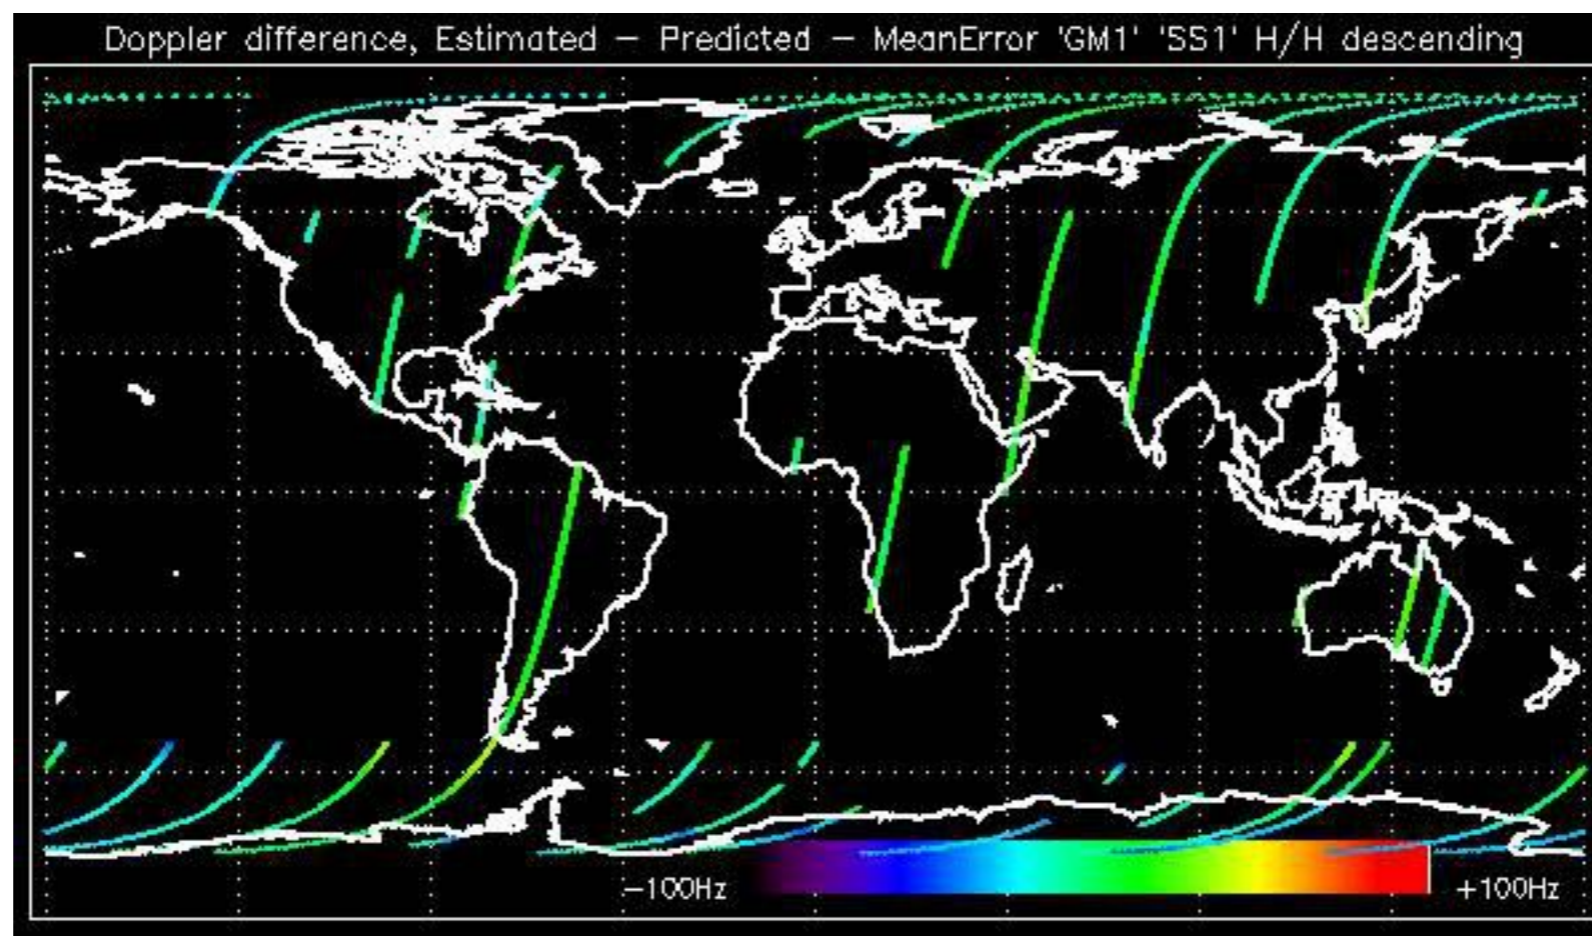 Doppler difference, Estimated – Predicted – MeanError 'GM1' 'SS1' H/H descending
−100Hz
+100Hz